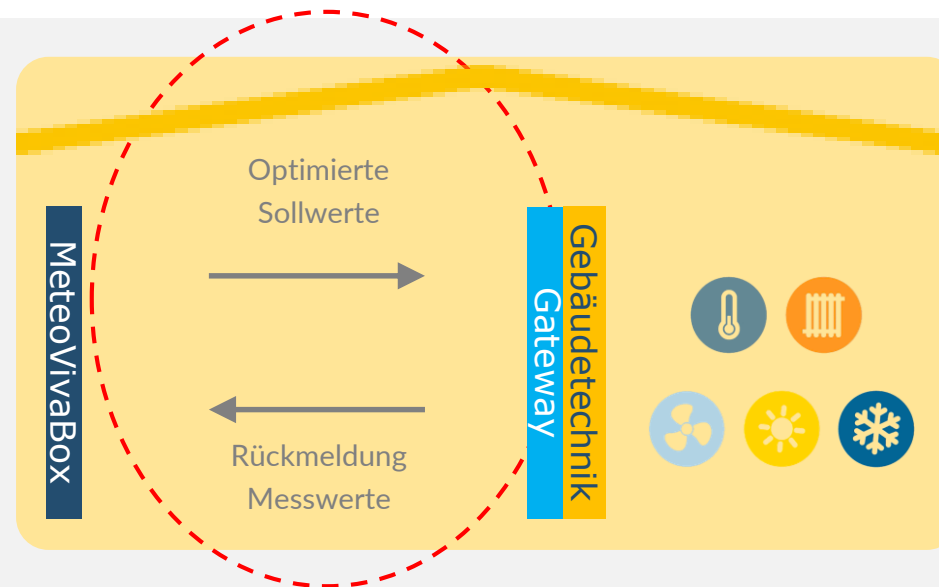 Optimierte
Sollwerte
MeteoVivaBox
Gateway
Gebäudetechnik
Rückmeldung
Messwerte